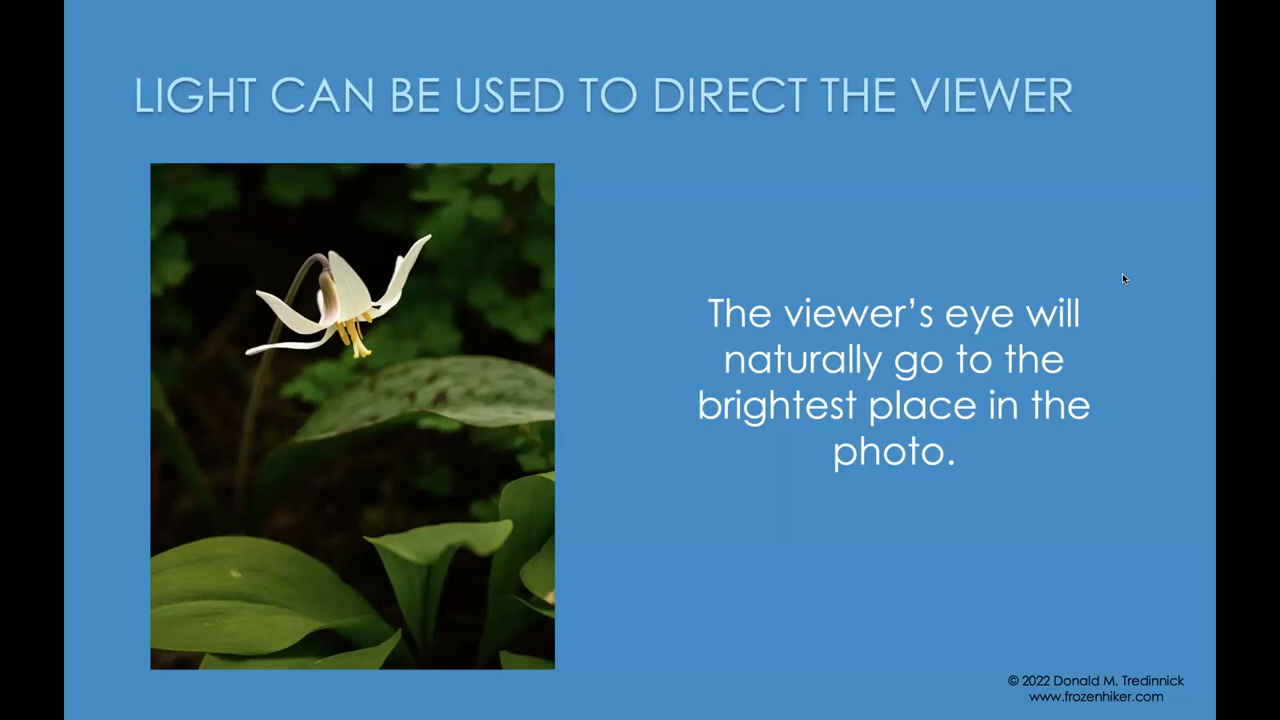 LIGHT CAN BE USED TO DIRECT THE VIEWER
The viewer’s eye will
naturally go to the
brightest place in the
photo.
© 2022 Donald M. Tredinnick
www.frozenhiker.com